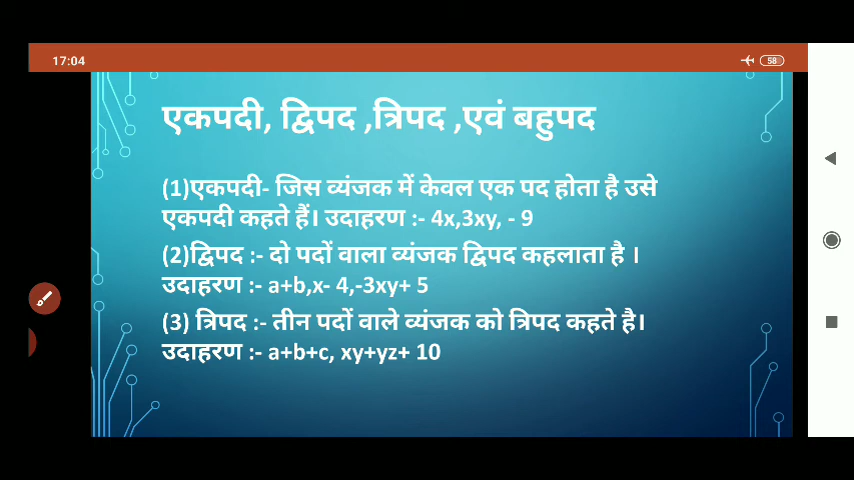 17:04
58
एकपदी, द्विपद ,त्रिपद ,एवं बहुपद
(1)एकपदी- जिस व्यंजक में केवल एक पद होता है उसे
एकपदी कहते हैं। उदाहरण :- 4x,3xy, - 9
(2)द्विपद :- दो पदों वाला व्यंजक द्विपद कहलाता है ।
उदाहरण :- a+b,x- 4,-3xy+ 5
(3) त्रिपद :- तीन पदों वाले व्यंजक को त्रिपद कहते है।
उदाहरण :- a+b+c, xy+yz+ 10